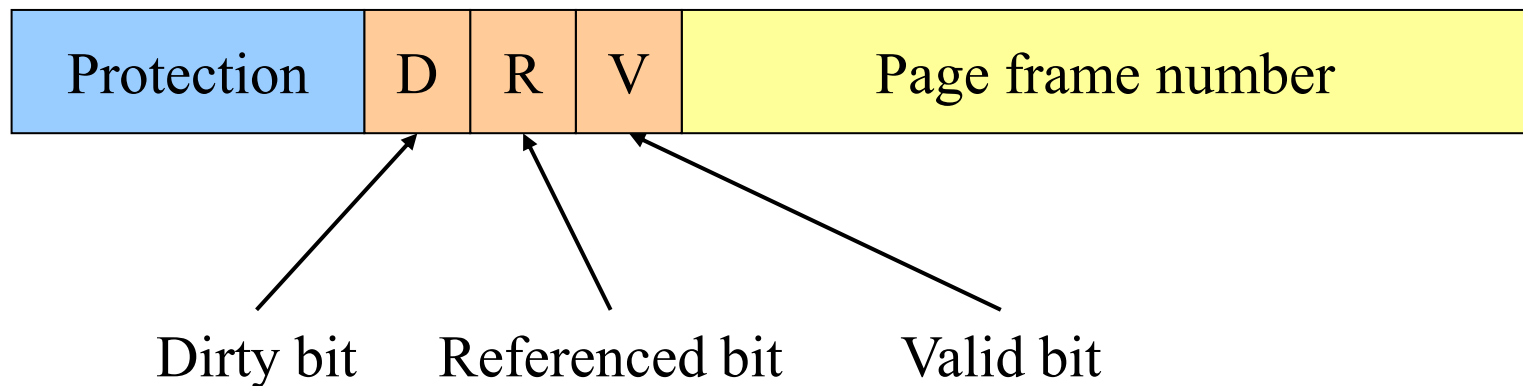 Protection D R V Page frame number
Dirty bit Referenced bit Valid bit